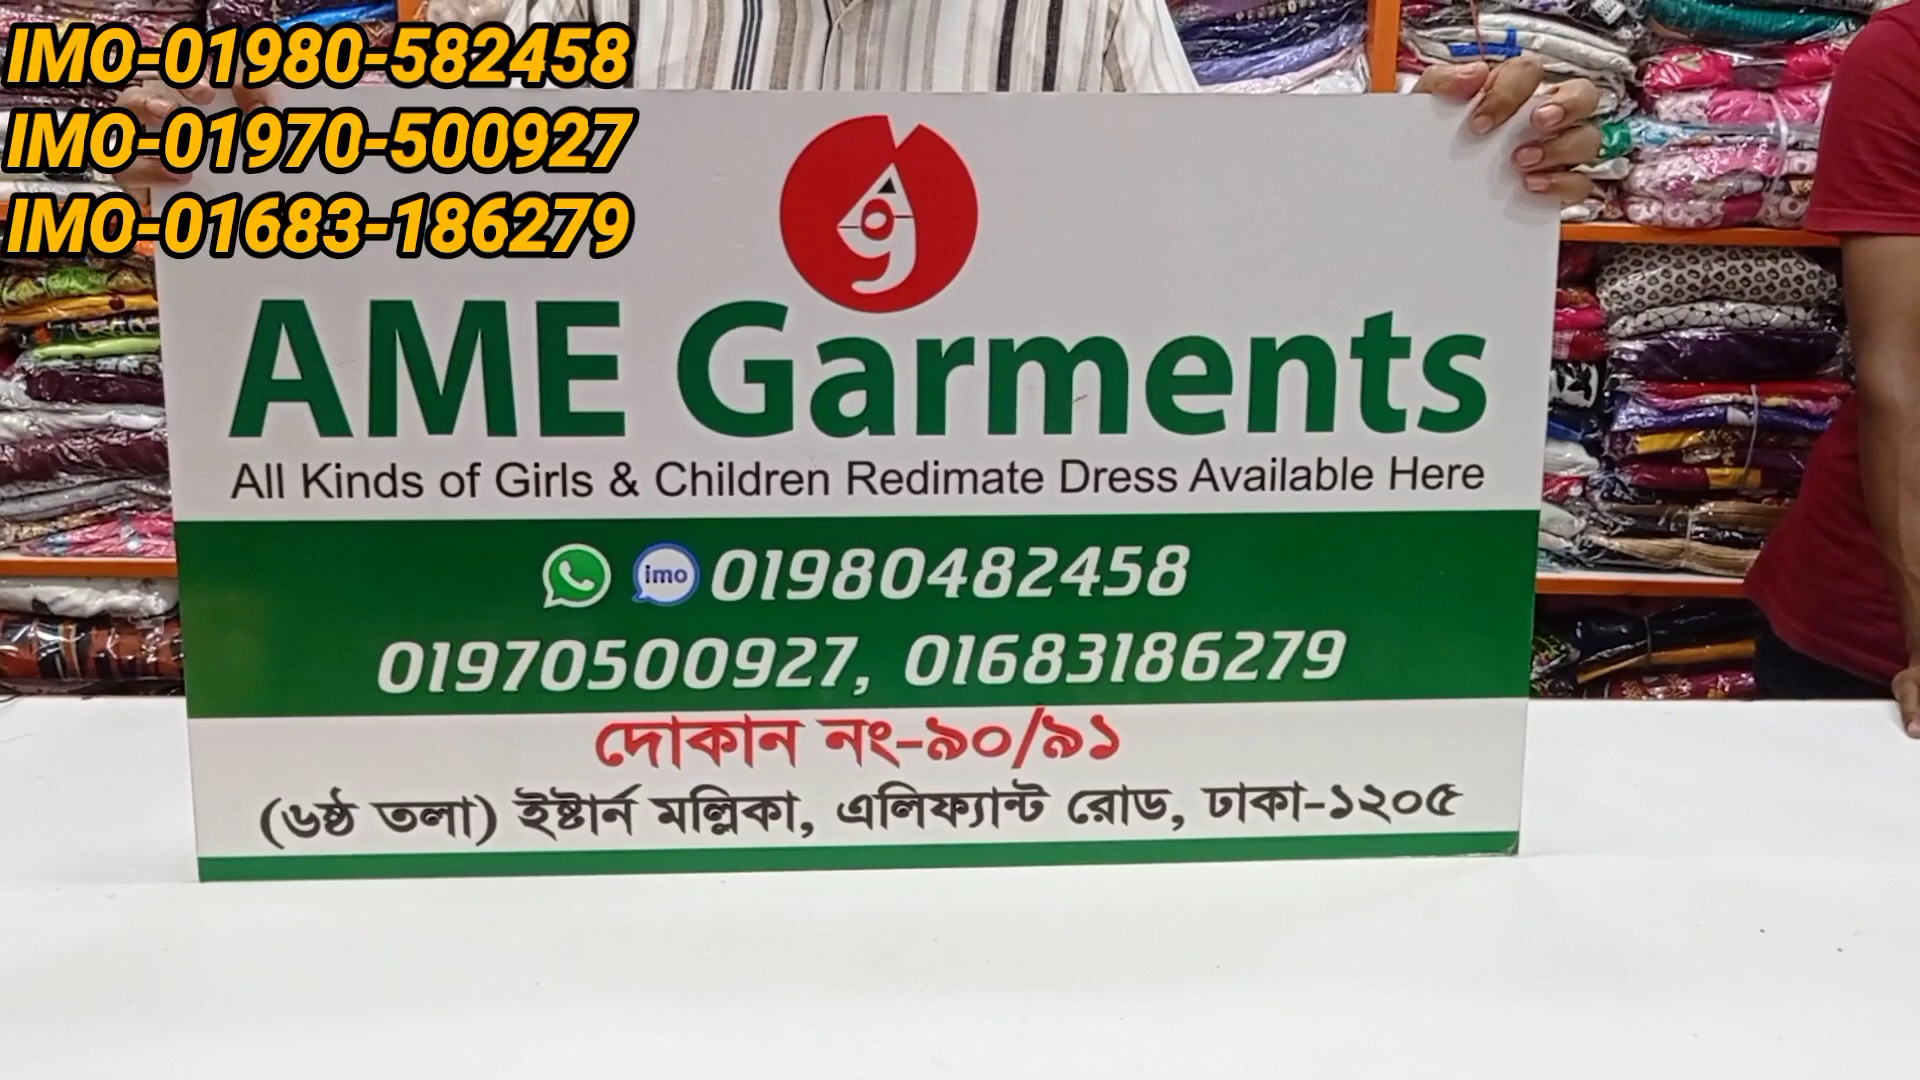 IMO-01980-582458
IMO-01970-500927
IMO-01683-186279
AME Garments
All Kinds of Girls & Children Redimate Dress Available Here
imo 01980482458
01970500927, 01683186279
দোকান নং-৯০/৯১
(৬ষ্ঠ তলা) ইষ্টার্ন মল্লিকা, এলিফ্যান্ট রোড, ঢাকা-১২০৫